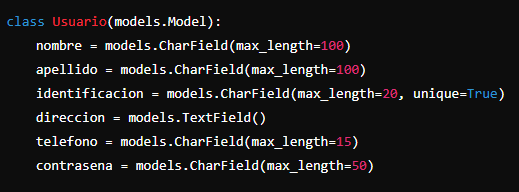 class Usuario(models.Model):
    nombre = models.CharField(max_length=100)
    apellido = models.CharField(max_length=100)
    identificacion = models.CharField(max_length=20, unique=True)
    direccion = models.TextField()
    telefono = models.CharField(max_length=15)
    contrasena = models.CharField(max_length=50)